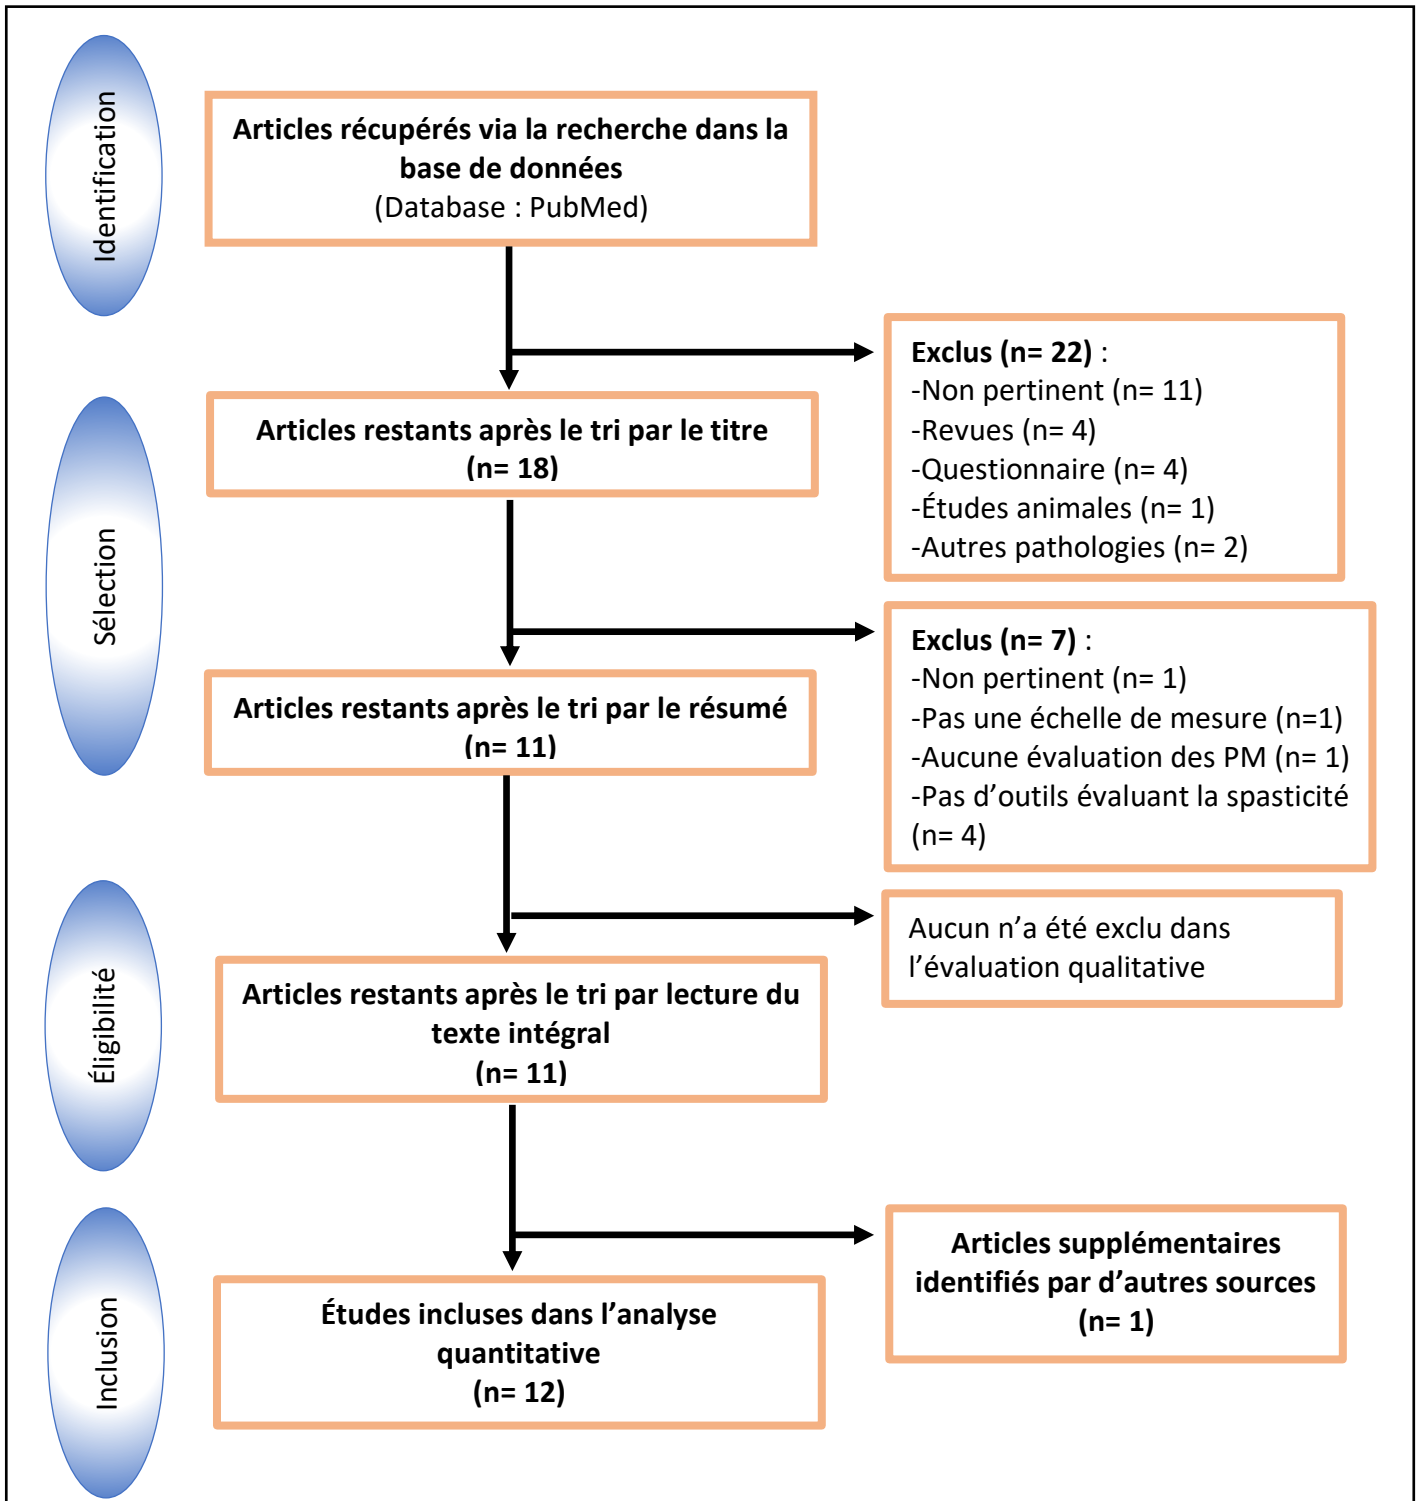 Identification
Articles récupérés via la recherche dans la
base de données
(Database : PubMed)
Exclus (n= 22) :
-Non pertinent (n= 11)
-Revues (n= 4)
-Questionnaire (n= 4)
-Études animales (n= 1)
-Autres pathologies (n= 2)
Sélection
Articles restants après le tri par le titre
(n= 18)
Exclus (n= 7) :
-Non pertinent (n= 1)
-Pas une échelle de mesure (n=1)
-Aucune évaluation des PM (n= 1)
-Pas d’outils évaluant la spasticité
(n= 4)
Articles restants après le tri par le résumé
(n= 11)
Éligibilité
Aucun n’a été exclu dans
l’évaluation qualitative
Articles restants après le tri par lecture du
texte intégral
(n= 11)
Inclusion
Articles supplémentaires
identifiés par d’autres sources
(n= 1)
Études incluses dans l’analyse
quantitative
(n= 12)